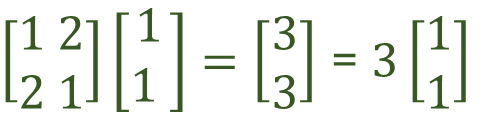 [1 2] [1] = [3] = 3 [1]
[2 1] [1] [3] [1]